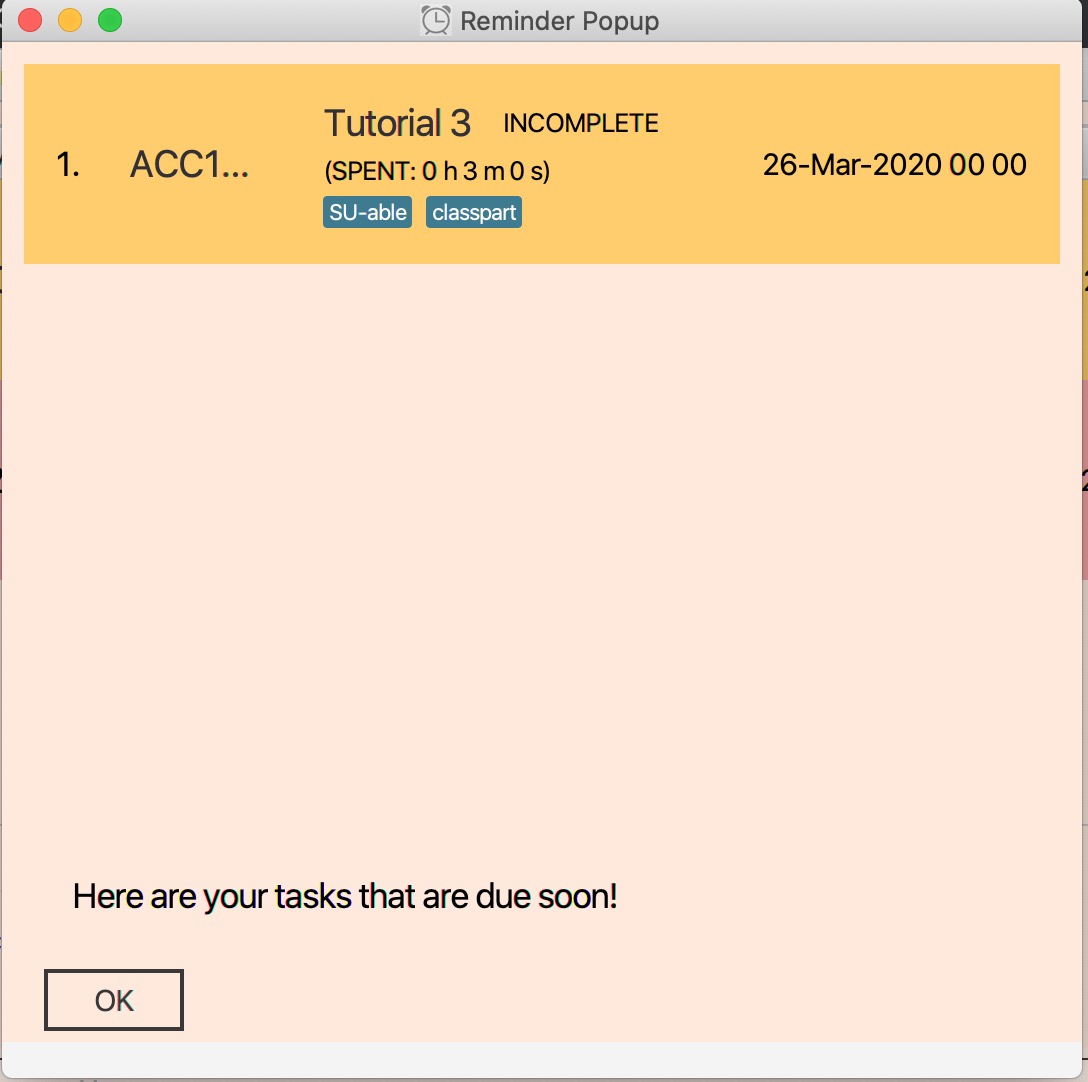 Reminder Popup
1. ACC1... Tutorial 3 INCOMPLETE 26-Mar-2020 00 00
(SPENT: 0 h 3 m 0 s)
SU-able classpart
Here are your tasks that are due soon!
OK